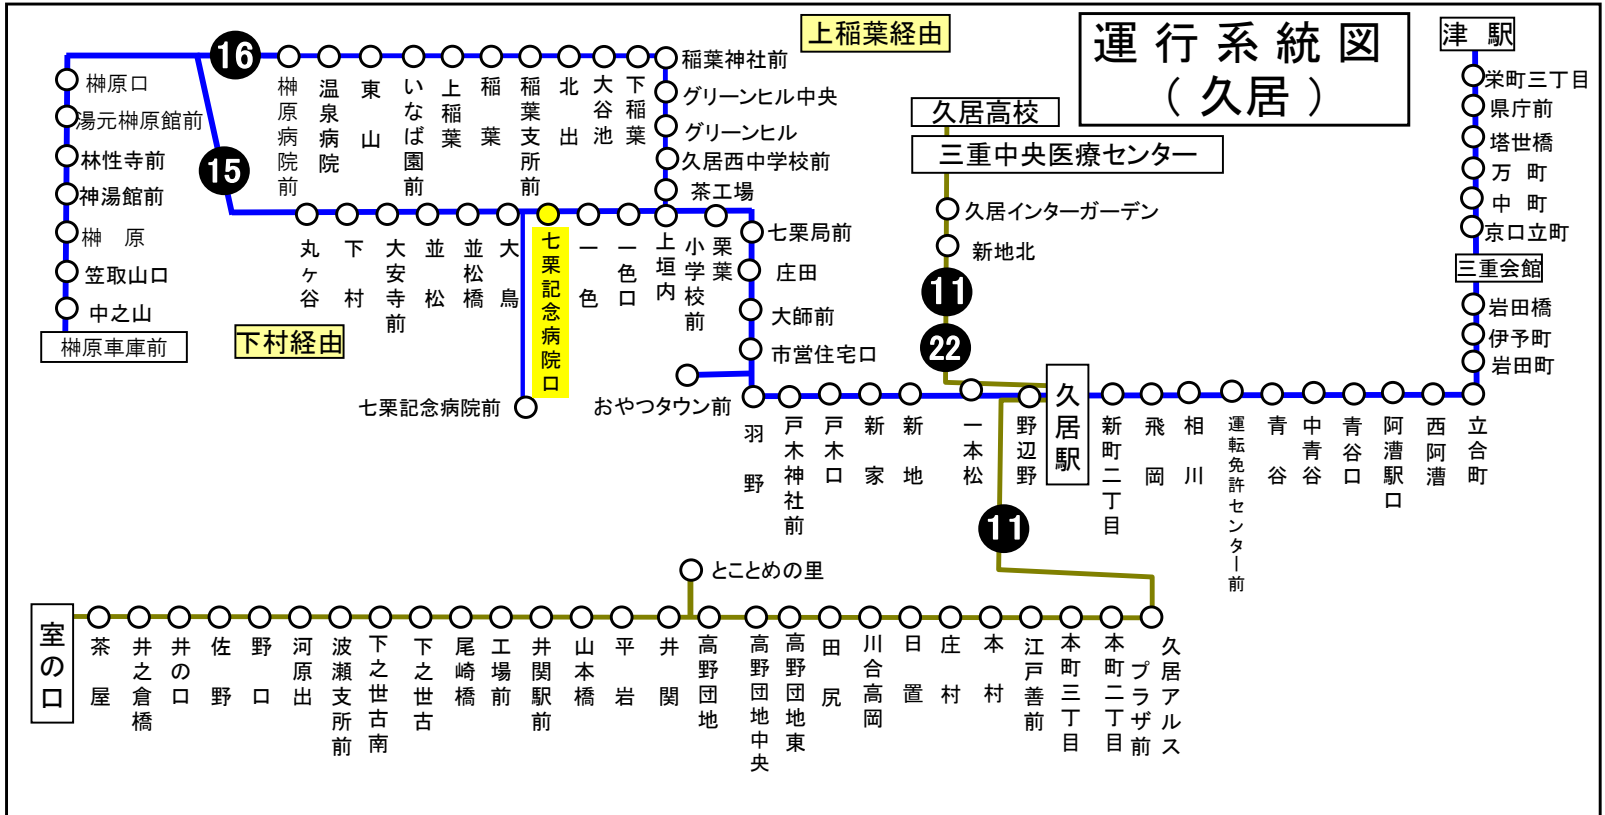 運行系統図
（久居）
上稲葉経由
下村経由
津 駅
栄町三丁目
県庁前
塔世橋
万 町
中 町
京口立町
三重会館
岩田橋
伊予町
岩田町
立合町
西阿漕
阿漕駅口
青谷口
中青谷
青谷
運転免許センター前
相川
飛岡
新町二丁目
久居駅
野辺野
一本松
新地
新家
戸木口
戸木神社前
羽野
おやつタウン前
市営住宅口
大師前
庄田
七栗局前
栗葉小学校前
上垣内
一色口
一色
七栗記念病院口
七栗記念病院前
大鳥
並松橋
並松
大安寺前
下村
丸ヶ谷
15
16
茶工場
久居西中学校前
グリーンヒル
グリーンヒル中央
稲葉神社前
下稲葉
大谷池
北出
稲葉支所前
稲葉
上稲葉
いなば園前
東山
温泉病院
榊原病院前
榊原口
湯元榊原館前
林性寺前
神湯館前
榊 原
笠取山口
中之山
榊原車庫前
久居高校
三重中央医療センター
久居インターガーデン
新地北
11
22
11
久居アルスプラザ前
本町二丁目
本町三丁目
江戸善前
本村
庄村
日置
川合高岡
田尻
高野団地東
高野団地中央
高野団地
とことめの里
井関
平岩
山本橋
井関駅前
工場前
尾崎橋
下之世古
下之世古南
波瀬支所前
河原出
野口
佐野
井の口
井之倉橋
茶屋
室の口